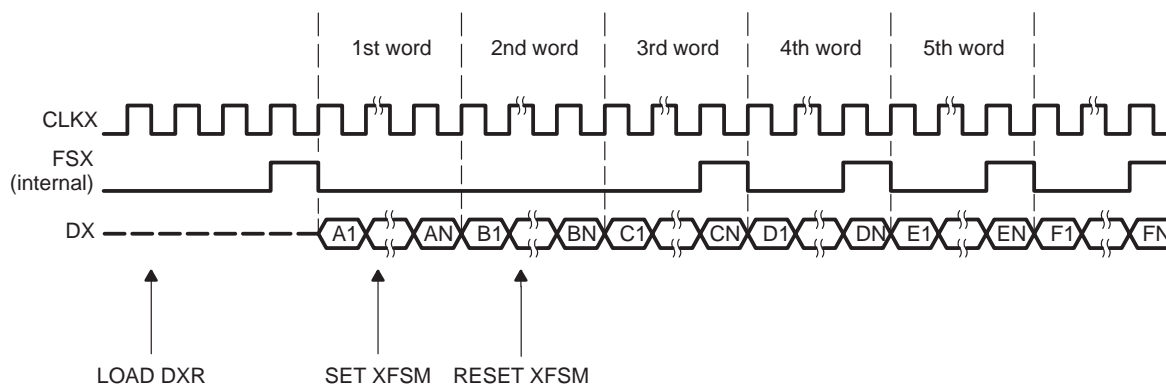 1st word 2nd word 3rd word 4th word 5th word
CLKX
FSX
(internal)
DX A1 AN B1 BN C1 CN D1 DN E1 EN F1 FN
LOAD DXR SET XFSM RESET XFSM